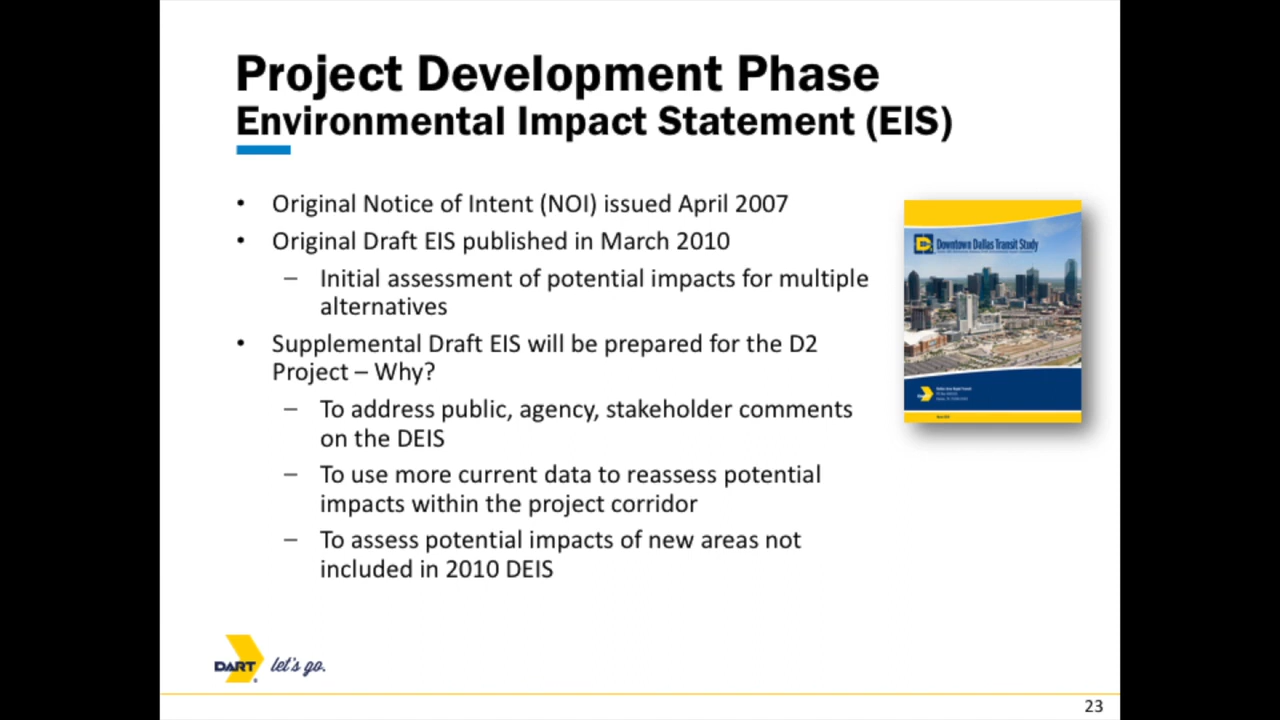 Project Development Phase
Environmental Impact Statement (EIS)
• Original Notice of Intent (NOI) issued April 2007
• Original Draft EIS published in March 2010
– Initial assessment of potential impacts for multiple
alternatives
• Supplemental Draft EIS will be prepared for the D2
Project – Why?
– To address public, agency, stakeholder comments
on the DEIS
– To use more current data to reassess potential
impacts within the project corridor
– To assess potential impacts of new areas not
included in 2010 DEIS
Downtown Dallas Transit Study
DART let's go.
23